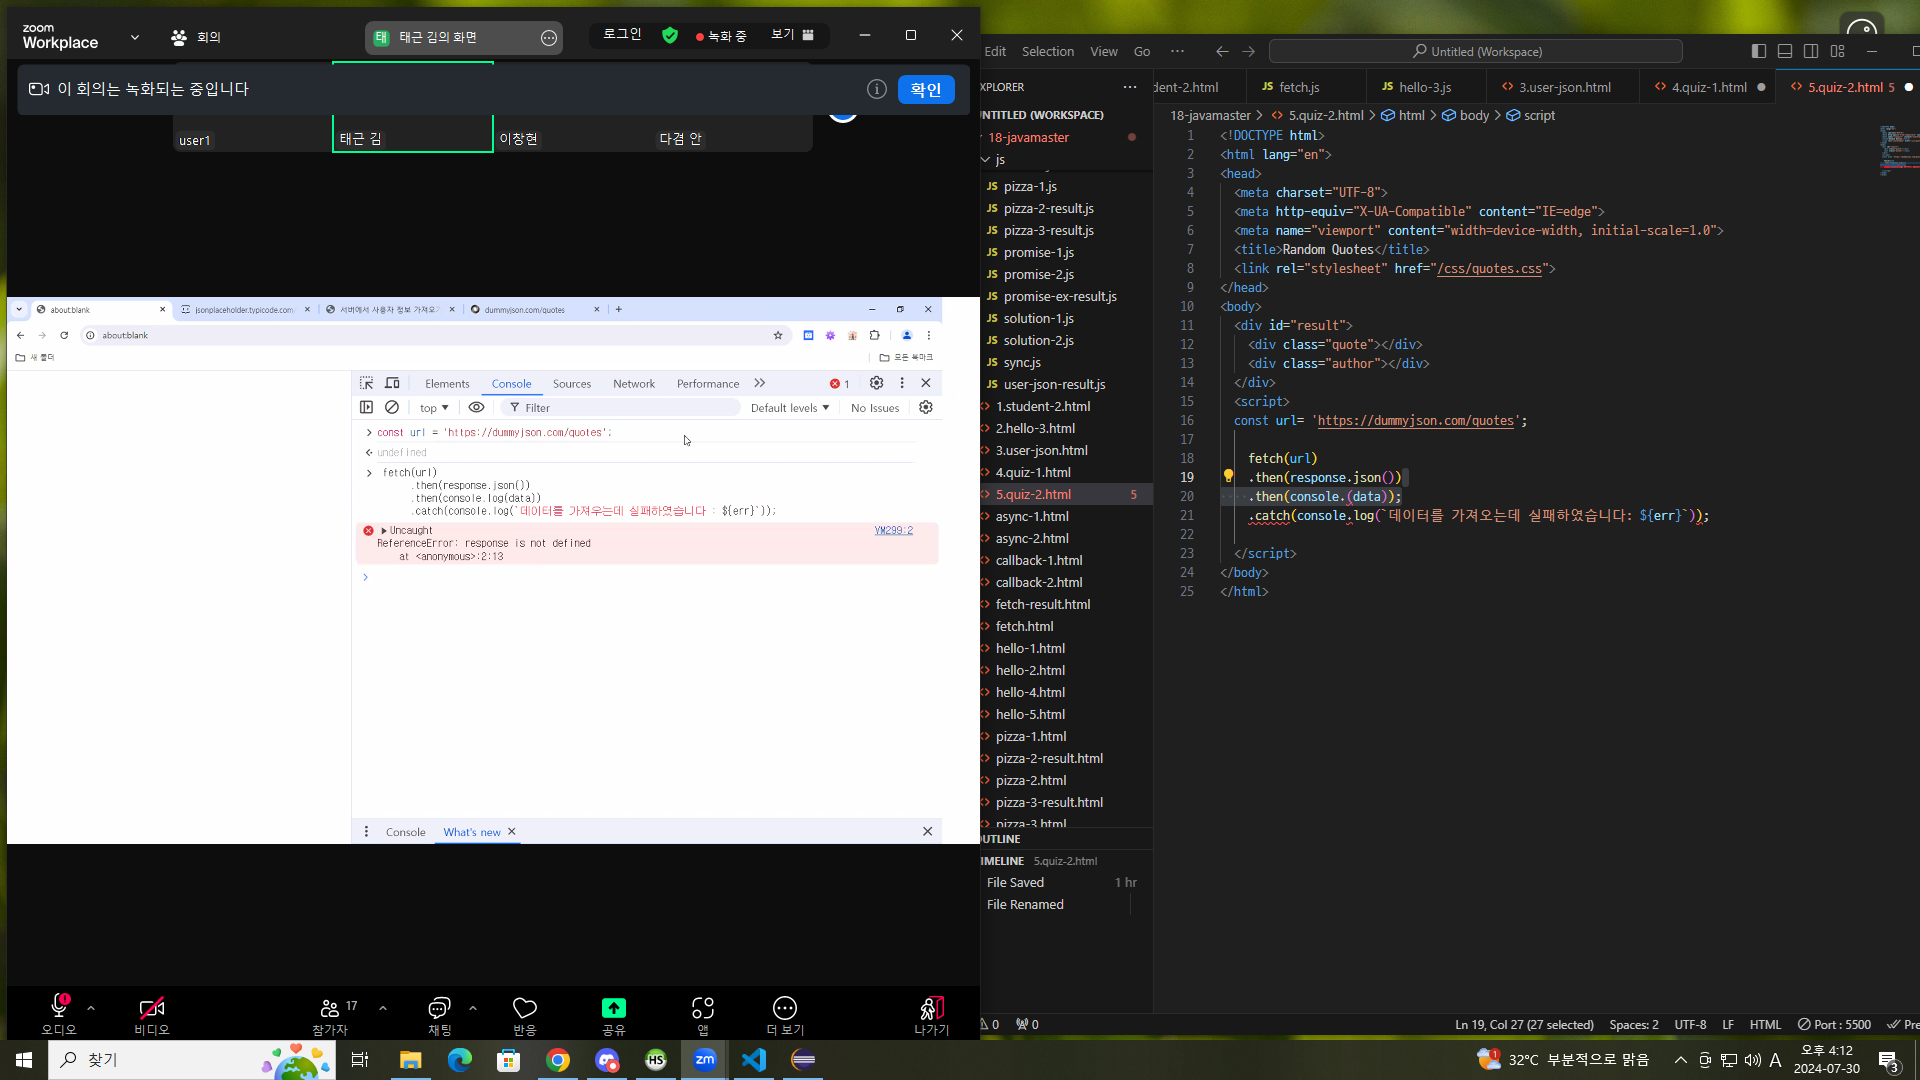 zoom
Workplace
회의
태 태근 김의 화면
로그인
녹화 중
보기
이 회의는 녹화되는 중입니다
확인
user1
태근 김
이창현
다겸 안
about:blank
jsonplaceholder.typicode.com
서버에서 사용자 정보 가져오기
dummyjson.com/quotes
about:blank
새 폴더
모든 북마크
Elements
Console
Sources
Network
Performance
1
top
Filter
Default levels
No Issues
const url = 'https://dummyjson.com/quotes';
undefined
fetch(url)
.then(response.json())
.then(console.log(data))
.catch(console.log(`데이터를 가져우는데 실패하였습니다 : ${err}`));
Uncaught
VM299:2
ReferenceError: response is not defined
at <anonymous>:2:13
Console
What's new
오디오
비디오
17
참가자
채팅
반응
공유
앱
더 보기
나가기
Edit
Selection
View
Go
Untitled (Workspace)
XPLORER
dent-2.html
JS fetch.js
JS hello-3.js
3.user-json.html
4.quiz-1.html
5.quiz-2.html 5
NTITLED (WORKSPACE)
18-javamaster
js
JS pizza-1.js
JS pizza-2-result.js
JS pizza-3-result.js
JS promise-1.js
JS promise-2.js
JS promise-ex-result.js
JS solution-1.js
JS solution-2.js
JS sync.js
JS user-json-result.js
1.student-2.html
2.hello-3.html
3.user-json.html
4.quiz-1.html
5.quiz-2.html 5
async-1.html
async-2.html
callback-1.html
callback-2.html
fetch-result.html
fetch.html
hello-1.html
hello-2.html
hello-4.html
hello-5.html
pizza-1.html
pizza-2-result.html
pizza-2.html
pizza-3-result.html
pizza-3.html
OUTLINE
IMELINE 5.quiz-2.html
File Saved 1 hr
File Renamed
18-javamaster > 5.quiz-2.html > html > body > script
1 <!DOCTYPE html>
2 <html lang="en">
3 <head>
4 <meta charset="UTF-8">
5 <meta http-equiv="X-UA-Compatible" content="IE=edge">
6 <meta name="viewport" content="width=device-width, initial-scale=1.0">
7 <title>Random Quotes</title>
8 <link rel="stylesheet" href="/css/quotes.css">
9 </head>
10 <body>
11 <div id="result">
12 <div class="quote"></div>
13 <div class="author"></div>
14 </div>
15 <script>
16 const url= 'https://dummyjson.com/quotes';
17
18 fetch(url)
19 .then(response.json())
20 .then(console.(data));
21 .catch(console.log(`데이터를 가져오는데 실패하였습니다: ${err}`));
22
23 </script>
24 </body>
25 </html>
0
0
Ln 19, Col 27 (27 selected)
Spaces: 2
UTF-8
LF
HTML
Port : 5500
Pre
찾기
HS
zm
32°C 부분적으로 맑음
A
오후 4:12
2024-07-30
3